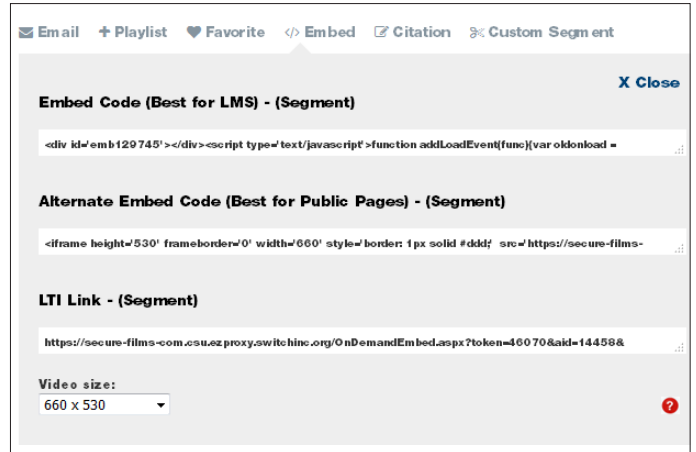 Email Playlist Favorite </> Embed Citation Custom Segment
X Close
Embed Code (Best for LMS) - (Segment)
<div id='emb129745'></div><script type='text/javascript'>function addLoadEvent(func){var oldonload =
Alternate Embed Code (Best for Public Pages) - (Segment)
<iframe height='530' frameborder='0' width='660' style='border: 1px solid #ddd;' src='https://secure-films-
LTI Link - (Segment)
https://secure-films-com.csu.ezproxy.switchinc.org/OnDemandEmbed.aspx?token=46070&aid=14458&
Video size:
660 x 530
?